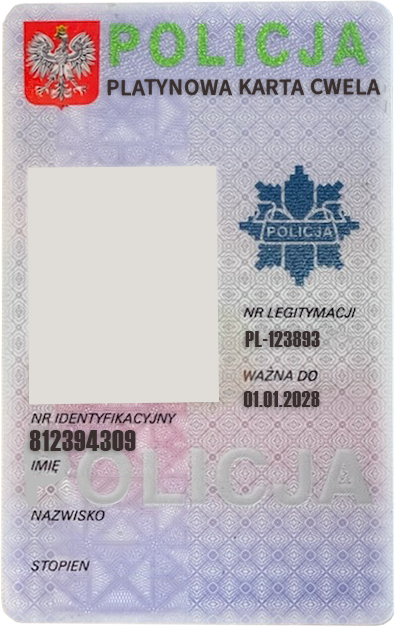 POLICJA
PLATYNOWA KARTA CWELA
POLICJA
NR LEGITYMACJI
PL-123893
WAŻNA DO
01.01.2028
NR IDENTYFIKACYJNY
812394309
IMIĘ
POLICJA
NAZWISKO
STOPIEN